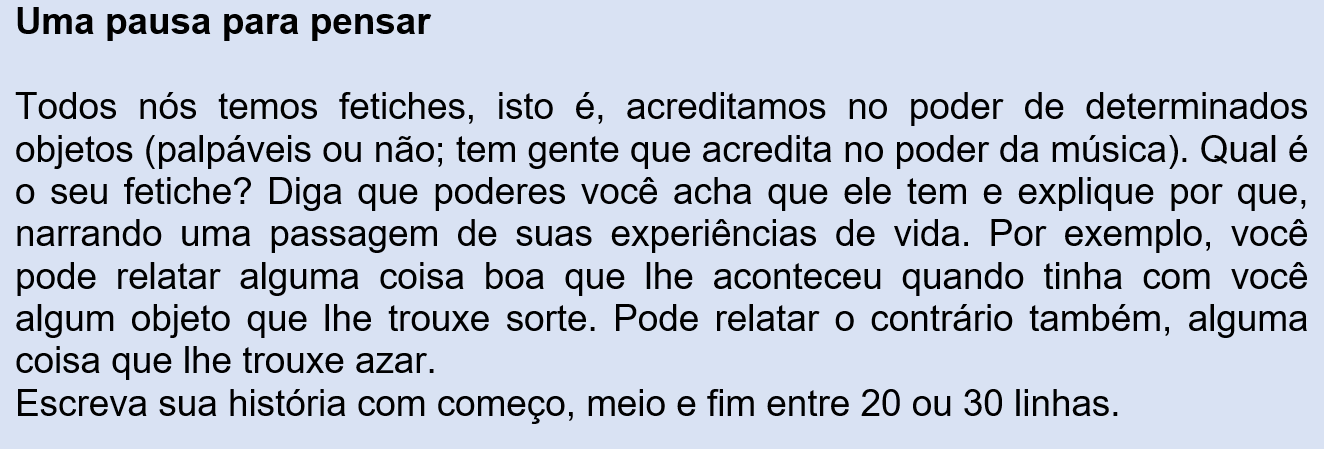 Uma pausa para pensar
Todos nós temos fetiches, isto é, acreditamos no poder de determinados
objetos (palpáveis ou não; tem gente que acredita no poder da música). Qual é
o seu fetiche? Diga que poderes você acha que ele tem e explique por que,
narrando uma passagem de suas experiências de vida. Por exemplo, você
pode relatar alguma coisa boa que lhe aconteceu quando tinha com você
algum objeto que lhe trouxe sorte. Pode relatar o contrário também, alguma
coisa que lhe trouxe azar.
Escreva sua história com começo, meio e fim entre 20 ou 30 linhas.